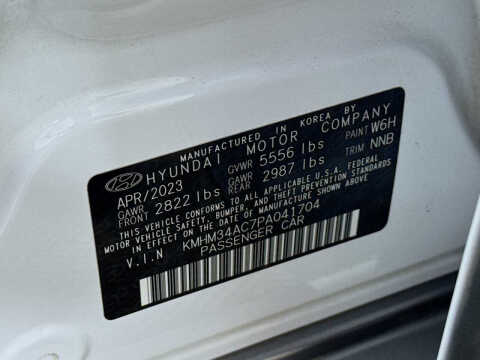 MANUFACTURED IN KOREA BY
HYUNDAI MOTOR COMPANY
APR/2023 GVWR 5556 lbs PAINT W6H
GAWR FRONT 2822 lbs GAWR REAR 2987 lbs TRIM NNB
THIS VEHICLE CONFORMS TO ALL APPLICABLE U.S.A. FEDERAL
MOTOR VEHICLE SAFETY, BUMPER, AND THEFT PREVENTION STANDARDS
IN EFFECT ON THE DATE OF MANUFACTURE SHOWN ABOVE.
V.I.N KMHM34AC7PA041704
PASSENGER CAR